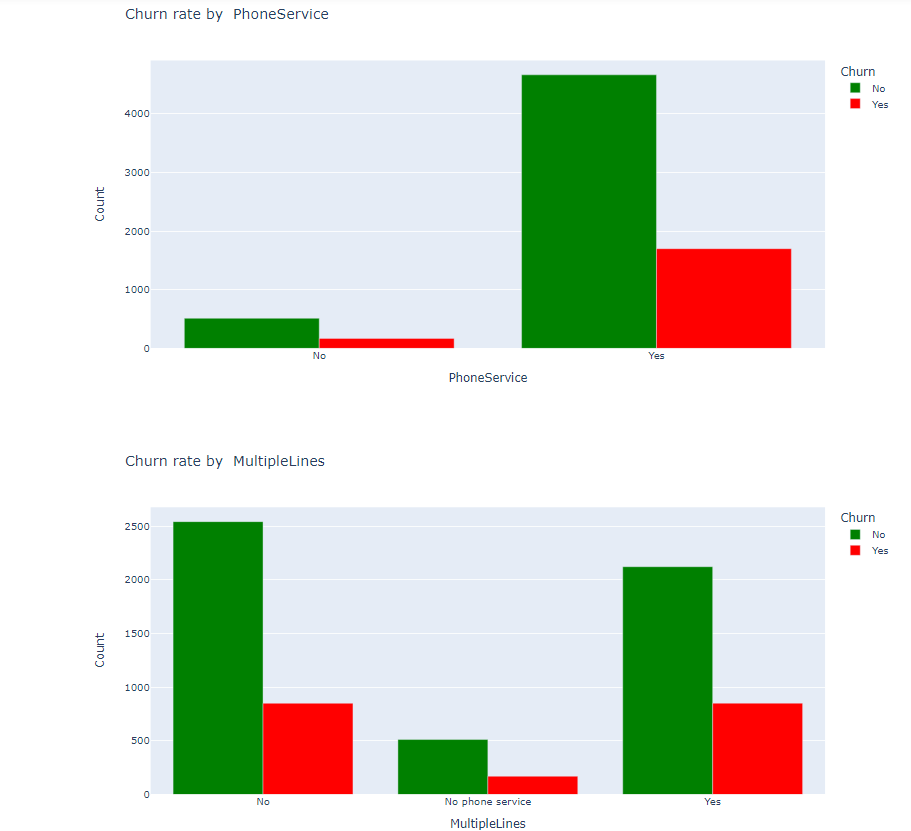 Churn rate by  PhoneService
Churn
No
Yes
4000
3000
2000
1000
0
Count
No
Yes
PhoneService
Churn rate by  MultipleLines
Churn
No
Yes
2500
2000
1500
1000
500
0
Count
No
No phone service
Yes
MultipleLines